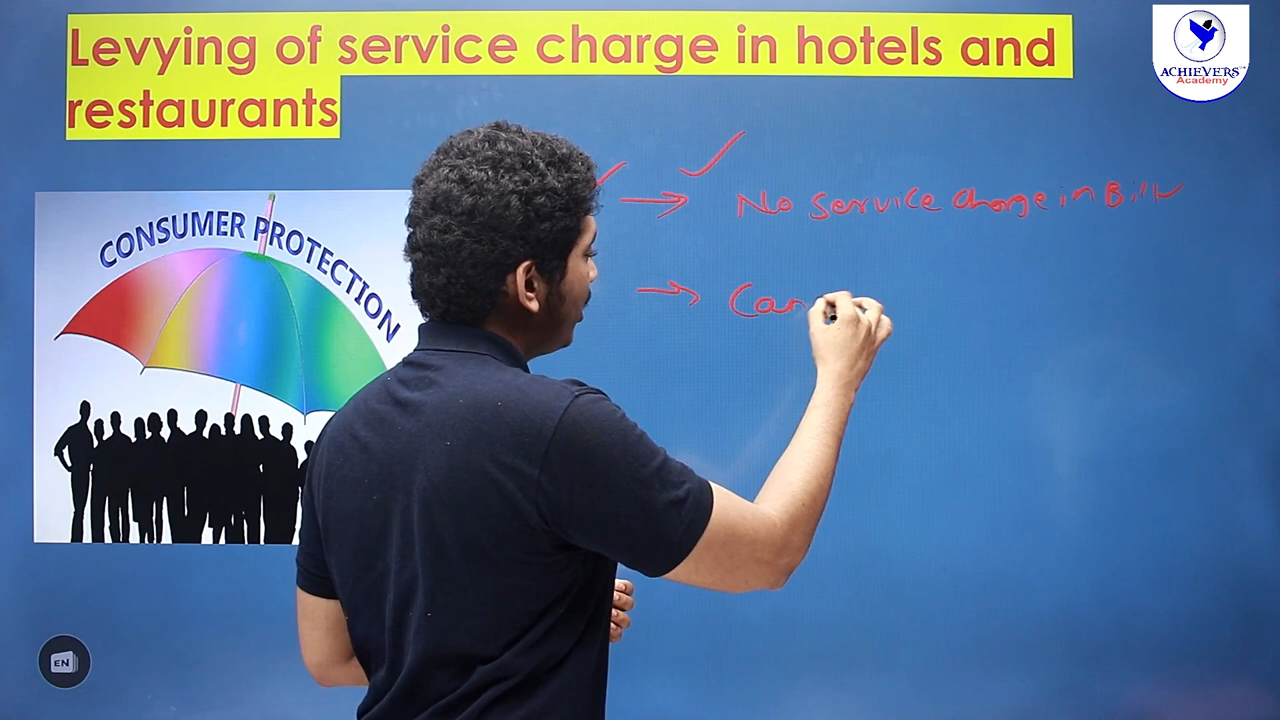 Levying of service charge in hotels and
restaurants
ACHIEVERS
Academy
CONSUMER PROTECTION
No service charge in Bill
Can
EN